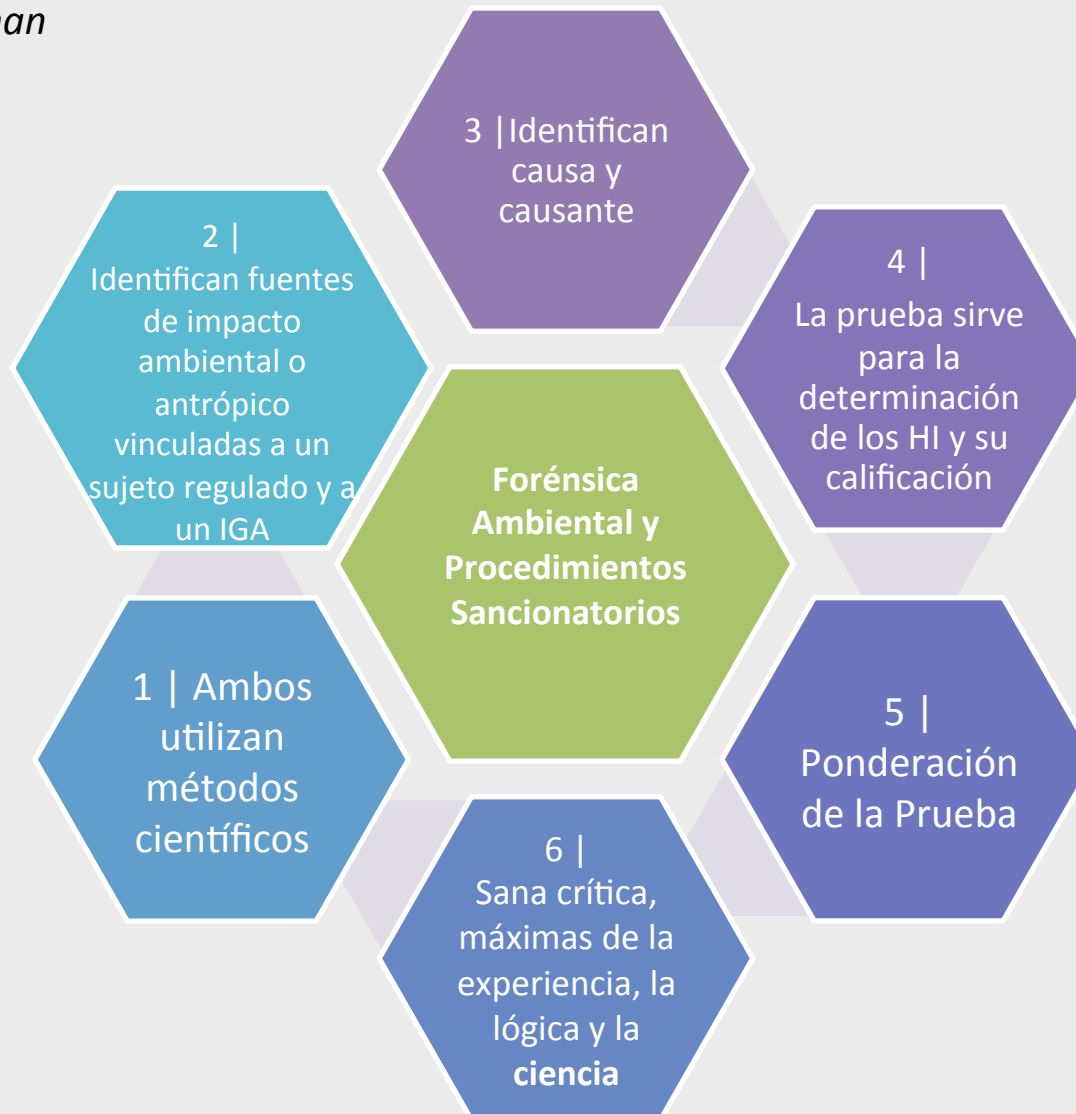 3 |Identifican
causa y
causante
2 |
Identifican fuentes
de impacto
ambiental o
antrópico
vinculadas a un
sujeto regulado y a
un IGA
4 |
La prueba sirve
para la
determinación
de los HI y su
calificación
Forénsica
Ambiental y
Procedimientos
Sancionatorios
1 | Ambos
utilizan
métodos
científicos
5 |
Ponderación
de la Prueba
6 |
Sana crítica,
máximas de la
experiencia, la
lógica y la
ciencia